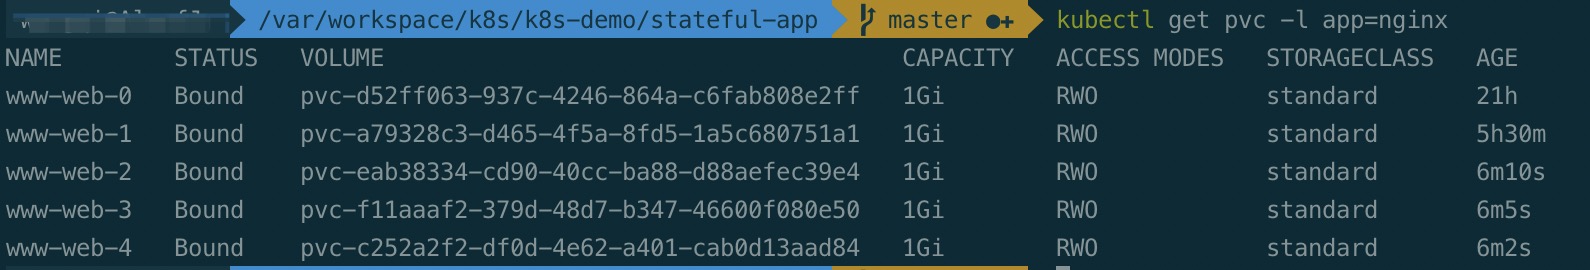 /var/workspace/k8s/k8s-demo/stateful-app master ●+ kubectl get pvc -l app=nginx
NAME STATUS VOLUME CAPACITY ACCESS MODES STORAGECLASS AGE
www-web-0 Bound pvc-d52ff063-937c-4246-864a-c6fab808e2ff 1Gi RWO standard 21h
www-web-1 Bound pvc-a79328c3-d465-4f5a-8fd5-1a5c680751a1 1Gi RWO standard 5h30m
www-web-2 Bound pvc-eab38334-cd90-40cc-ba88-d88aefec39e4 1Gi RWO standard 6m10s
www-web-3 Bound pvc-f11aaaf2-379d-48d7-b347-46600f080e50 1Gi RWO standard 6m5s
www-web-4 Bound pvc-c252a2f2-df0d-4e62-a401-cab0d13aad84 1Gi RWO standard 6m2s